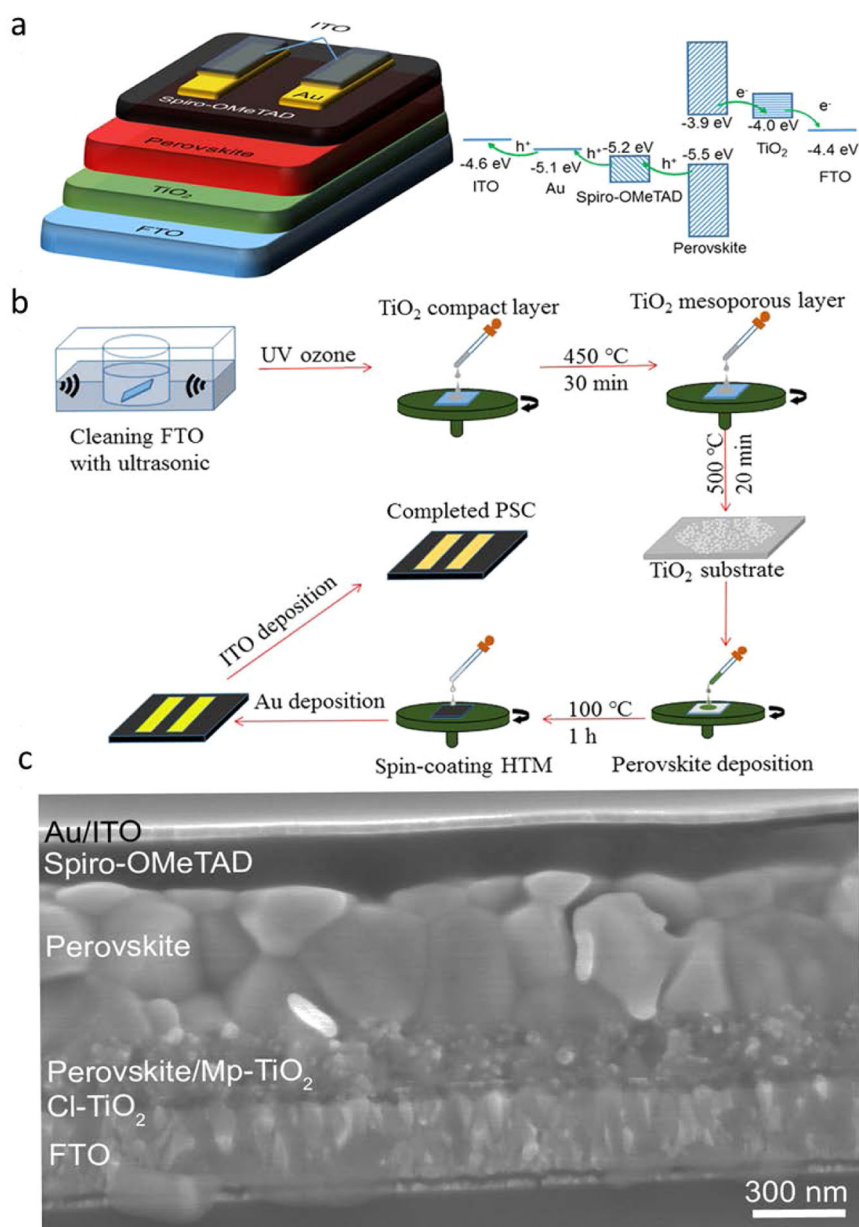 a
ITO
Au
Spiro-OMeTAD
Perovskite
TiO₂
FTO
e⁻
e⁻
-3.9 eV
-4.0 eV
TiO₂
-4.4 eV
FTO
h⁺
-4.6 eV
ITO
-5.1 eV
Au
h⁺
-5.2 eV
Spiro-OMeTAD
h⁺
-5.5 eV
Perovskite
b
Cleaning FTO
with ultrasonic
UV ozone
TiO₂ compact layer
450 °C
30 min
TiO₂ mesoporous layer
500 °C
20 min
TiO₂ substrate
Perovskite deposition
100 °C
1 h
Spin-coating HTM
Au deposition
ITO deposition
Completed PSC
c
Au/ITO
Spiro-OMeTAD
Perovskite
Perovskite/Mp-TiO₂
Cl-TiO₂
FTO
300 nm